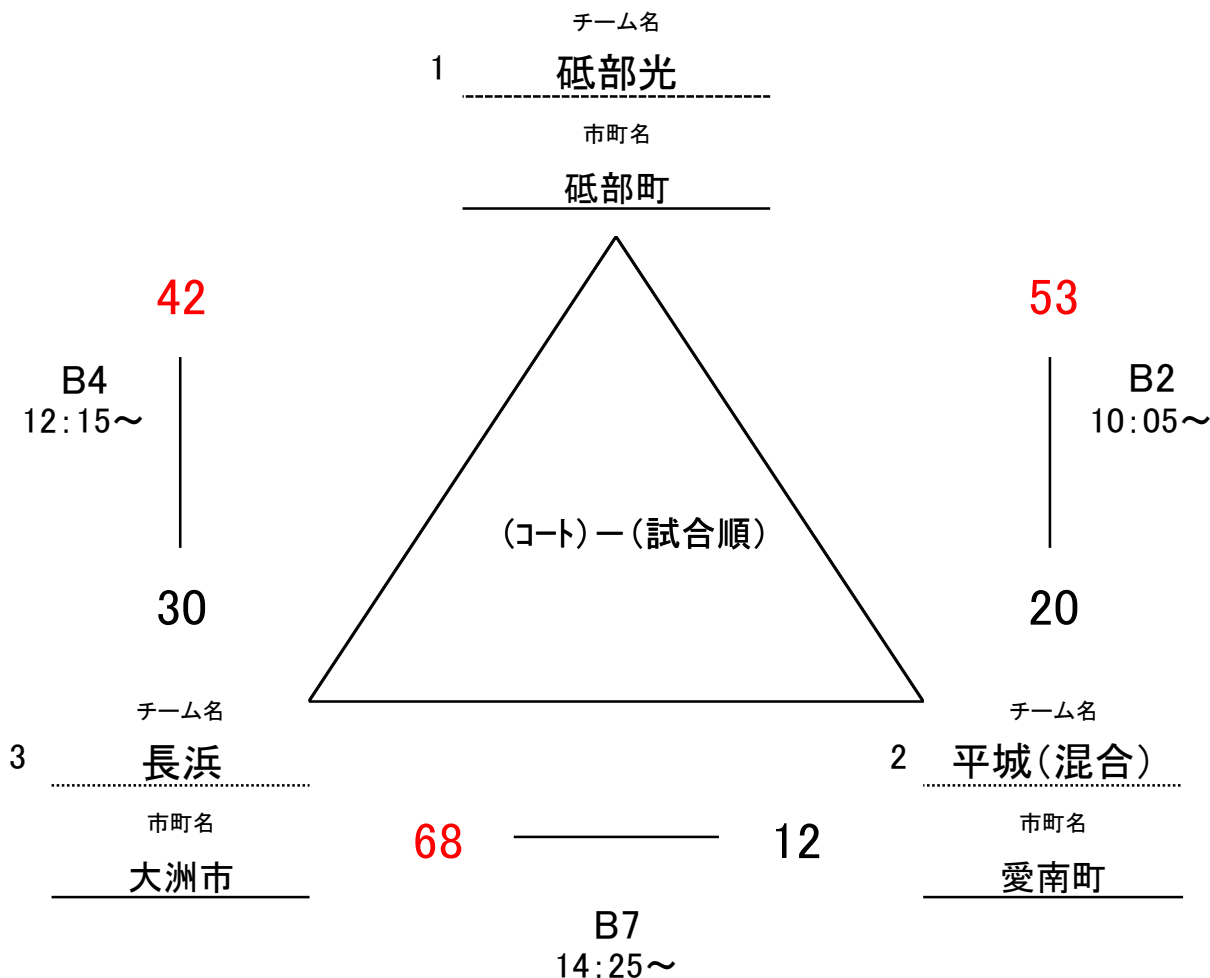 チーム名
1
砥部光
市町名
砥部町
42
53
B4
12:15～
B2
10:05～
(コート)ー(試合順)
30
20
チーム名
3
長浜
市町名
大洲市
チーム名
2
平城(混合)
市町名
愛南町
68
12
B7
14:25～